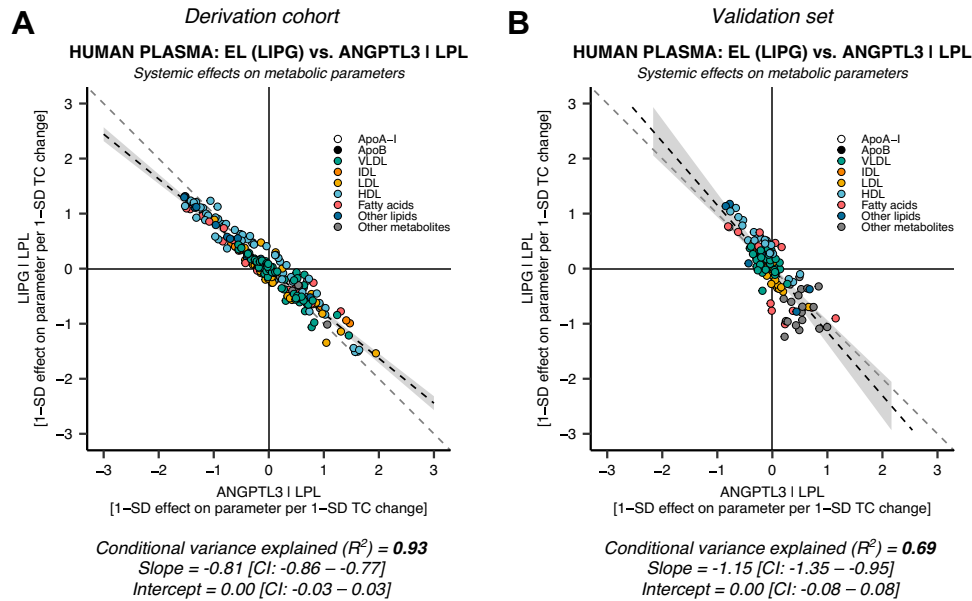 A
Derivation cohort
HUMAN PLASMA: EL (LIPG) vs. ANGPTL3 | LPL
Systemic effects on metabolic parameters
LIPG | LPL
[1−SD effect on parameter per 1−SD TC change]
3
2
1
0
−1
−2
−3
ApoA−I
ApoB
VLDL
IDL
LDL
HDL
Fatty acids
Other lipids
Other metabolites
−3 −2 −1 0 1 2 3
ANGPTL3 | LPL
[1−SD effect on parameter per 1−SD TC change]
Conditional variance explained (R²) = 0.93
Slope = -0.81 [CI: -0.86 – -0.77]
Intercept = 0.00 [CI: -0.03 – 0.03]
B
Validation set
HUMAN PLASMA: EL (LIPG) vs. ANGPTL3 | LPL
Systemic effects on metabolic parameters
LIPG | LPL
[1−SD effect on parameter per 1−SD TC change]
3
2
1
0
−1
−2
−3
ApoA−I
ApoB
VLDL
IDL
LDL
HDL
Fatty acids
Other lipids
Other metabolites
−3 −2 −1 0 1 2 3
ANGPTL3 | LPL
[1−SD effect on parameter per 1−SD TC change]
Conditional variance explained (R²) = 0.69
Slope = -1.15 [CI: -1.35 – -0.95]
Intercept = 0.00 [CI: -0.08 – 0.08]